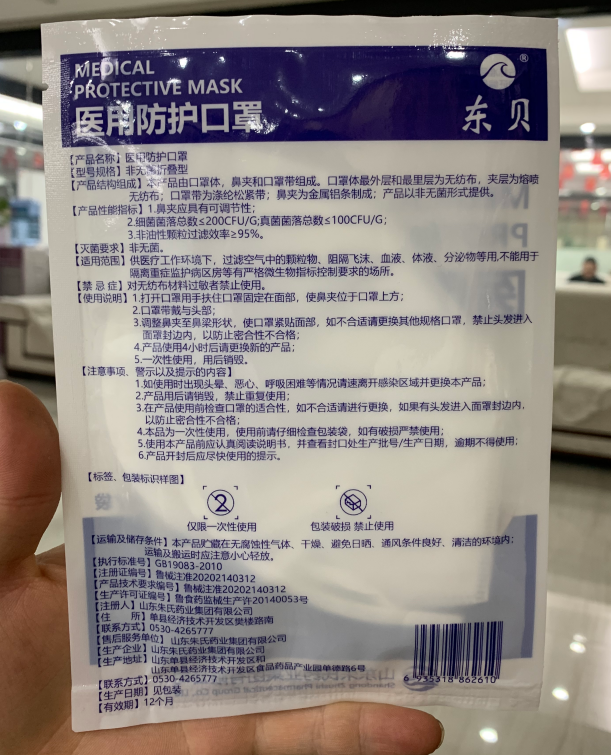 MEDICAL
PROTECTIVE MASK
医用防护口罩
®
东贝
【产品名称】医用防护口罩
【型号规格】非无菌折叠型
【产品结构组成】本产品由口罩体，鼻夹和口罩带组成。口罩体最外层和最里层为无纺布，夹层为熔喷
无纺布；口罩带为涤纶松紧带；鼻夹为金属铝条制成；产品以非无菌形式提供。
【产品性能指标】1.鼻夹应具有可调节性；
2.细菌菌落总数≤200CFU/G;真菌菌落总数≤100CFU/G；
3.非油性颗粒过滤效率≥95%。
【灭菌要求】非无菌。
【适用范围】供医疗工作环境下，过滤空气中的颗粒物、阻隔飞沫、血液、体液、分泌物等用,不能用于
隔离重症监护病区房等有严格微生物指标控制要求的场所。
【禁 忌 症】对无纺布材料过敏者禁止使用。
【使用说明】1.打开口罩用手扶住口罩固定在面部，使鼻夹位于口罩上方；
2.口罩带戴与头部；
3.调整鼻夹至鼻梁形状，使口罩紧贴面部，如不合适请更换其他规格口罩，禁止头发进入
面罩封边内，以防止密合性不合格；
4.产品使用4小时后请更换新的产品；
5.一次性使用，用后销毁。
【注意事项、警示以及提示的内容】
1.如使用时出现头晕、恶心、呼吸困难等情况请速离开感染区域并更换本产品；
2.产品用后请销毁，禁止重复使用；
3.在产品使用前检查口罩的适合性，如不合适请进行更换，如果有头发进入面罩封边内，
以防止密合性不合格；
4.本品为一次性使用，使用前请仔细检查包装袋，如有破损严禁使用；
5.使用本产品前应认真阅读说明书，并查看封口处生产批号/生产日期，逾期不得使用；
6.产品开封后应尽快使用的提示。
【标签、包装标识样图】
2
仅限一次性使用 包装破损 禁止使用
【运输及储存条件】本产品贮藏在无腐蚀性气体、干燥、避免日晒、通风条件良好、清洁的环境内；
运输及搬运时应注意小心轻放。
【执行标准号】GB19083-2010
【注册证编号】鲁械注准20202140312
【产品技术要求编号】鲁械注准20202140312
【生产许可证编号】鲁食药监械生产许20140053号
【注册人】山东朱氏药业集团有限公司
【住 所】单县经济技术开发区樊楼路南
【联系方式】0530-4265777
【售后服务单位】山东朱氏药业集团有限公司
【生产企业】山东朱氏药业集团有限公司
【生产地址】山东单县经济技术开发区和
山东单县经济技术开发区食品药品产业园单德路6号
【联系方式】0530-4265777
【生产日期】见包装
【有效期】12个月
6 935318 862610